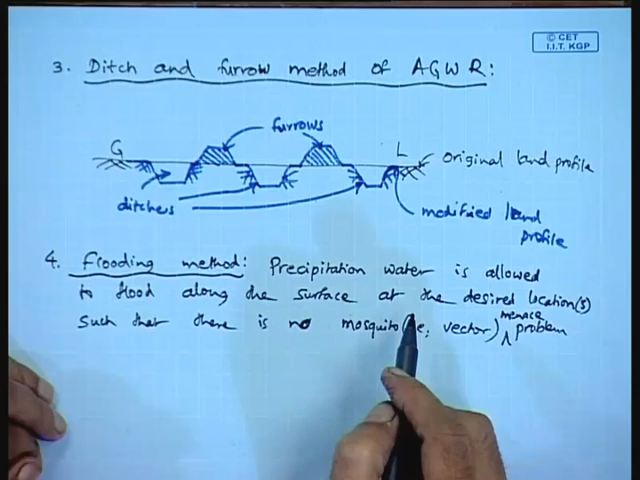 © CET
I.I.T. KGP
3. Ditch and furrow method of AGWR:
furrows
G L
original land profile
ditchers
modified land
profile
4. Flooding method: Precipitation water is allowed
to flood along the surface at the desired location(s)
menace
Such that there is no mosquito(ie, vector) ^ problem